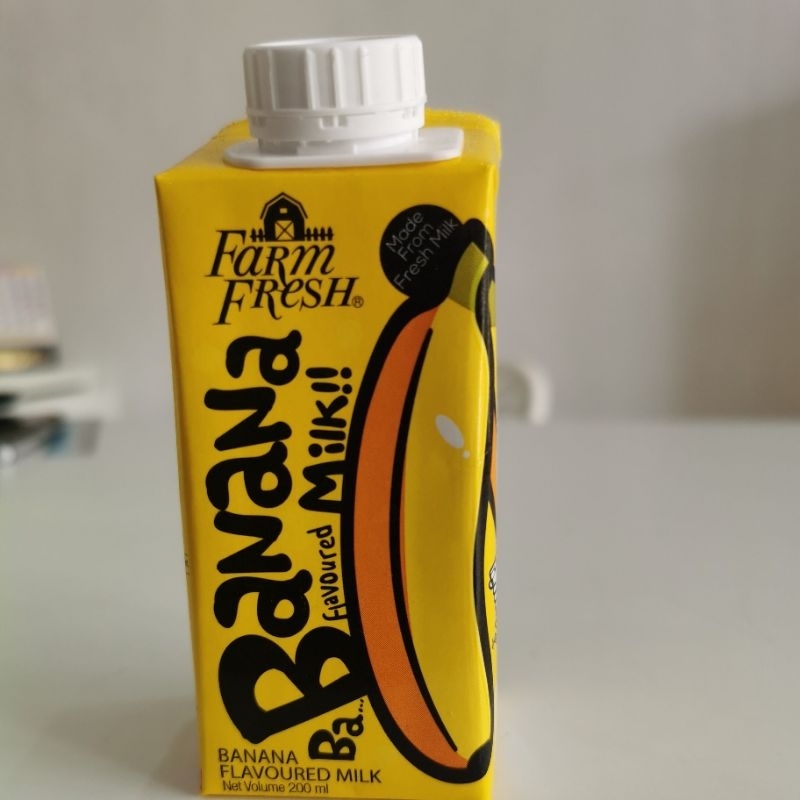 Farm
Fresh®
Made
From
Fresh Milk
Banana
flavoured Milk!!
Ba...
BANANA
FLAVOURED MILK
Net Volume 200 ml